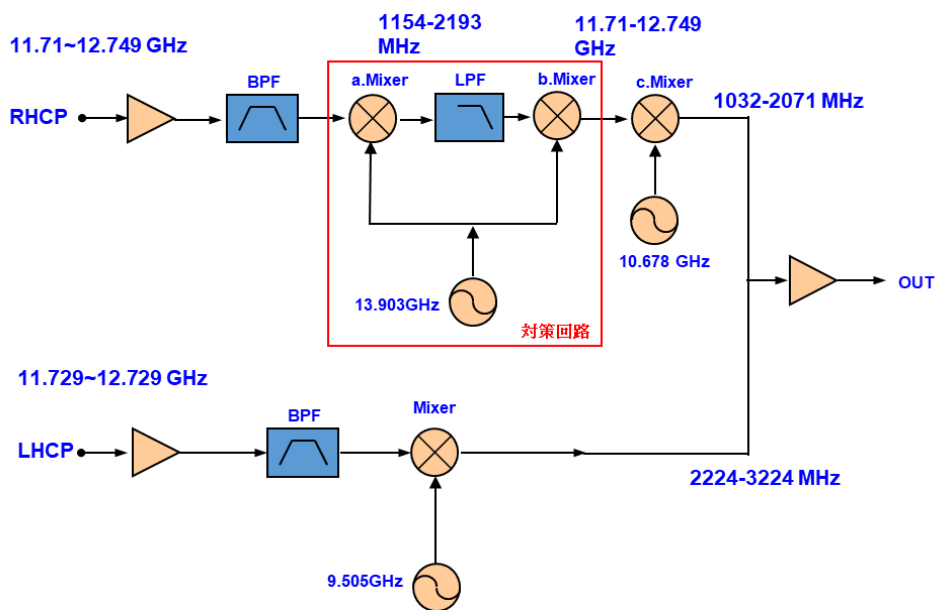 1154-2193
MHz
11.71-12.749
GHz
11.71~12.749 GHz
BPF
a.Mixer
LPF
b.Mixer
c.Mixer
1032-2071 MHz
RHCP
10.678 GHz
OUT
13.903GHz
対策回路
11.729~12.729 GHz
BPF
Mixer
LHCP
2224-3224 MHz
9.505GHz